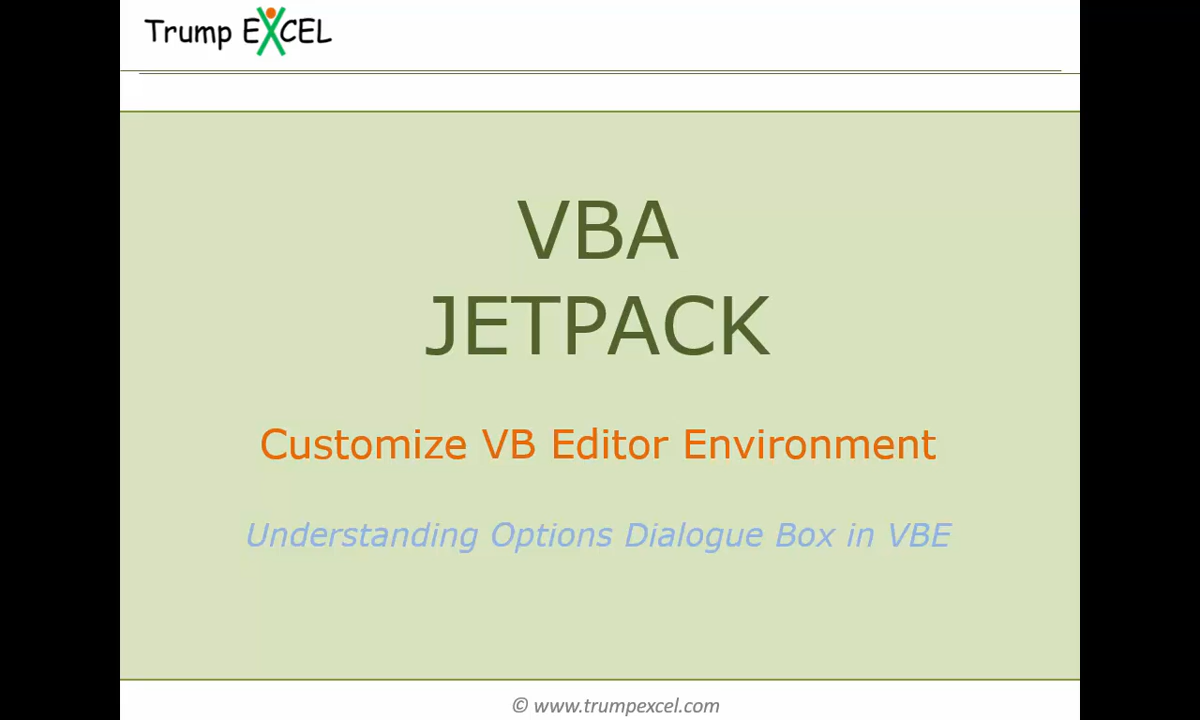 Trump EXCEL
VBA
JETPACK
Customize VB Editor Environment
Understanding Options Dialogue Box in VBE
© www.trumpexcel.com